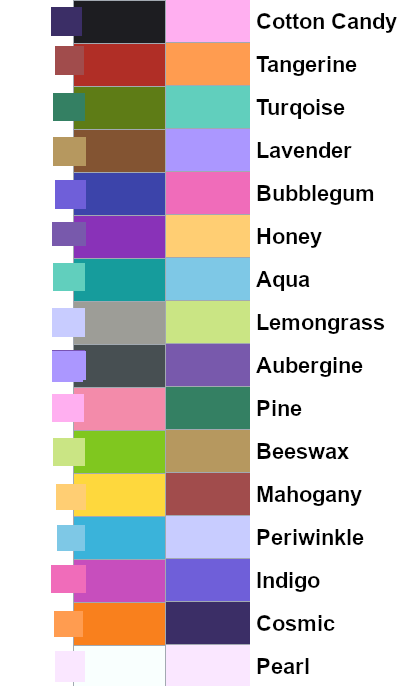 Cotton Candy
Tangerine
Turqoise
Lavender
Bubblegum
Honey
Aqua
Lemongrass
Aubergine
Pine
Beeswax
Mahogany
Periwinkle
Indigo
Cosmic
Pearl